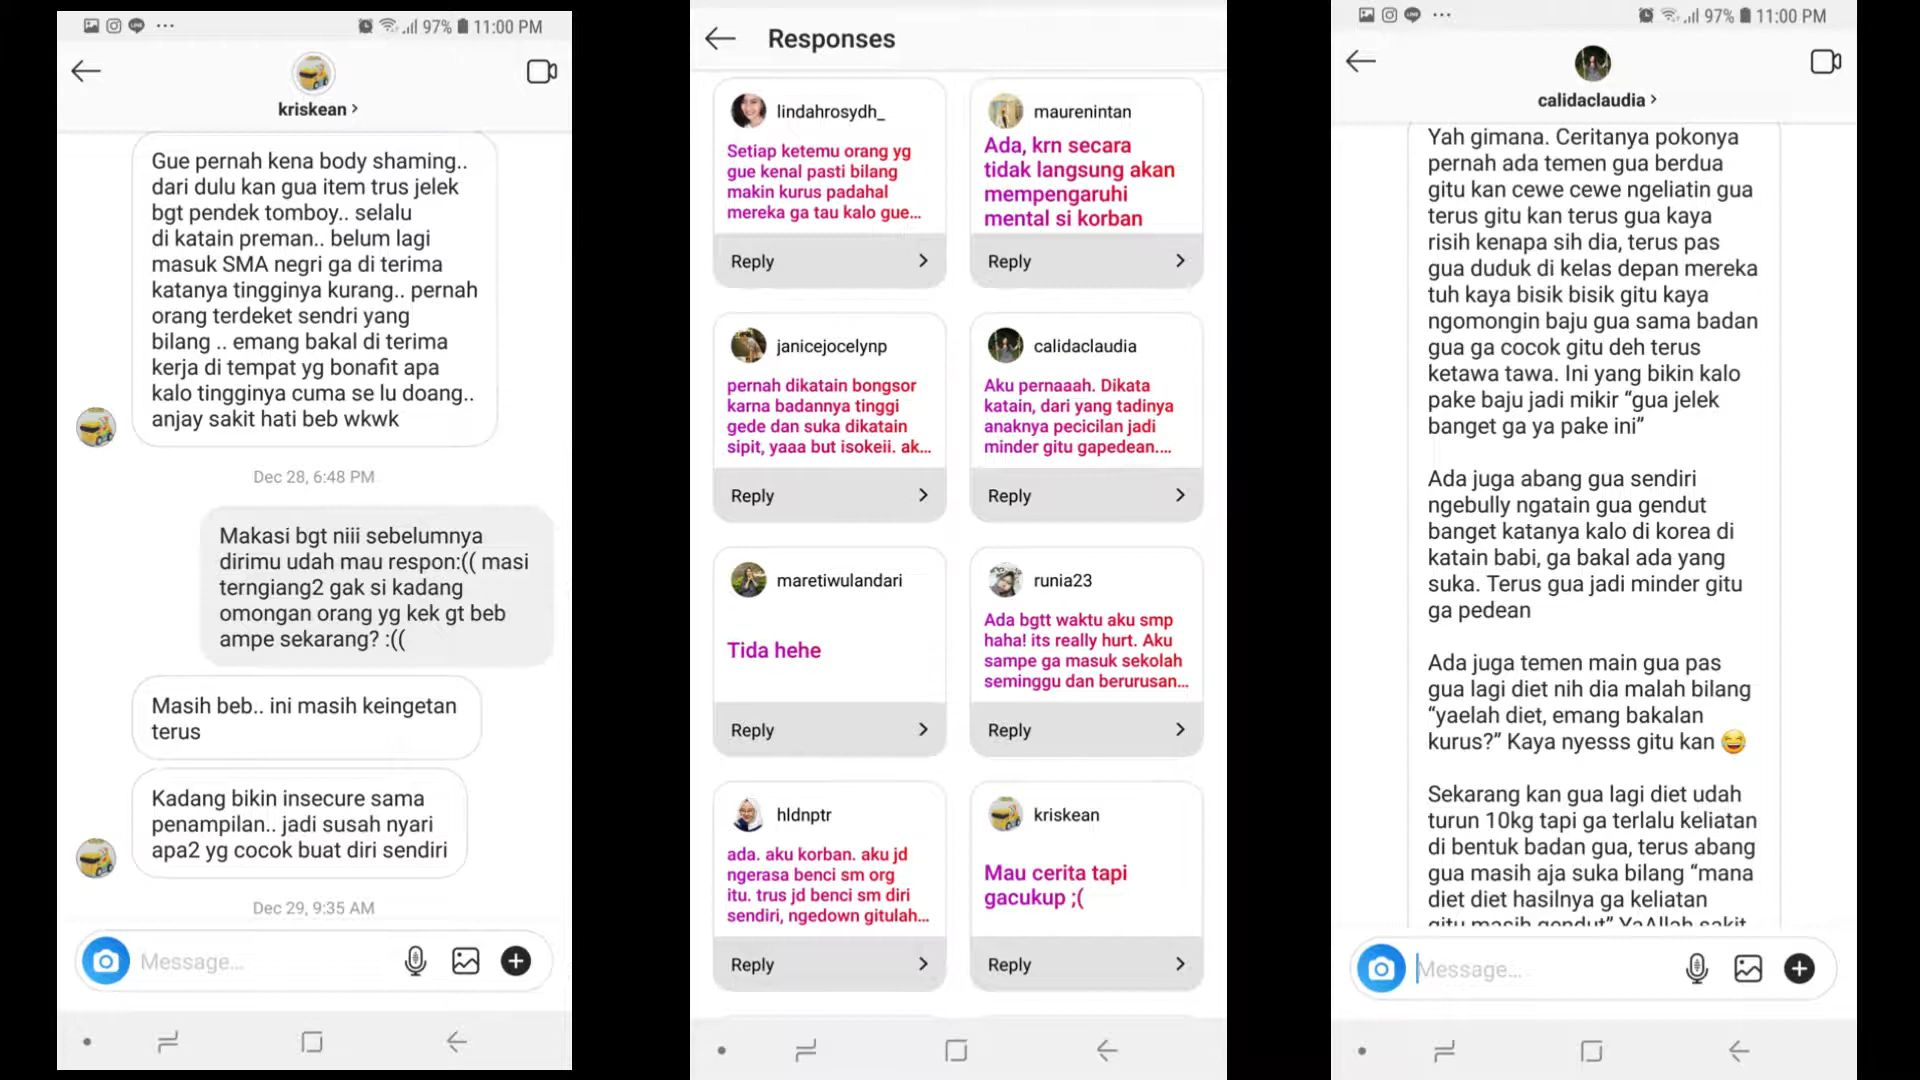 97% 11:00 PM
kriskean >
Gue pernah kena body shaming..
dari dulu kan gua item trus jelek
bgt pendek tomboy.. selalu
di katain preman.. belum lagi
masuk SMA negri ga di terima
katanya tingginya kurang.. pernah
orang terdeket sendri yang
bilang .. emang bakal di terima
kerja di tempat yg bonafit apa
kalo tingginya cuma se lu doang..
anjay sakit hati beb wkwk
Dec 28, 6:48 PM
Makasi bgt niii sebelumnya
dirimu udah mau respon:(( masi
terngiang2 gak si kadang
omongan orang yg kek gt beb
ampe sekarang? :((
Masih beb.. ini masih keingetan
terus
Kadang bikin insecure sama
penampilan.. jadi susah nyari
apa2 yg cocok buat diri sendiri
Dec 29, 9:35 AM
Message...
Responses
lindahrosydh_
Setiap ketemu orang yg
gue kenal pasti bilang
makin kurus padahal
mereka ga tau kalo gue...
Reply
maurenintan
Ada, krn secara
tidak langsung akan
mempengaruhi
mental si korban
Reply
janicejocelynp
pernah dikatain bongsor
karna badannya tinggi
gede dan suka dikatain
sipit, yaaa but isokeii. ak...
Reply
calidaclaudia
Aku pernaaah. Dikata
katain, dari yang tadinya
anaknya pecicilan jadi
minder gitu gapedean....
Reply
maretiwulandari
Tida hehe
Reply
runia23
Ada bgtt waktu aku smp
haha! its really hurt. Aku
sampe ga masuk sekolah
seminggu dan berurusan...
Reply
hldnptr
ada. aku korban. aku jd
ngerasa benci sm org
itu. trus jd benci sm diri
sendiri, ngedown gitulah...
Reply
kriskean
Mau cerita tapi
gacukup ;(
Reply
97% 11:00 PM
calidaclaudia >
Yah gimana. Ceritanya pokonya
pernah ada temen gua berdua
gitu kan cewe cewe ngeliatin gua
terus gitu kan terus gua kaya
risih kenapa sih dia, terus pas
gua duduk di kelas depan mereka
tuh kaya bisik bisik gitu kaya
ngomongin baju gua sama badan
gua ga cocok gitu deh terus
ketawa tawa. Ini yang bikin kalo
pake baju jadi mikir “gua jelek
banget ga ya pake ini”
Ada juga abang gua sendiri
ngebully ngatain gua gendut
banget katanya kalo di korea di
katain babi, ga bakal ada yang
suka. Terus gua jadi minder gitu
ga pedean
Ada juga temen main gua pas
gua lagi diet nih dia malah bilang
“yaelah diet, emang bakalan
kurus?” Kaya nyesss gitu kan 😂
Sekarang kan gua lagi diet udah
turun 10kg tapi ga terlalu keliatan
di bentuk badan gua, terus abang
gua masih aja suka bilang “mana
diet diet hasilnya ga keliatan
gitu masih gendut” YaAllah sakit
Message...